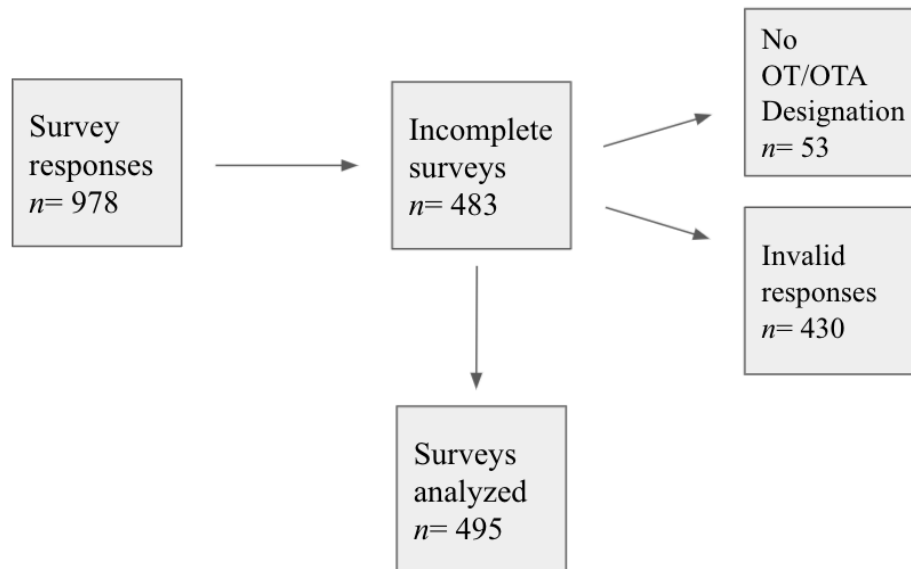 Survey
responses
n= 978
Incomplete
surveys
n= 483
No
OT/OTA
Designation
n= 53
Invalid
responses
n= 430
Surveys
analyzed
n= 495